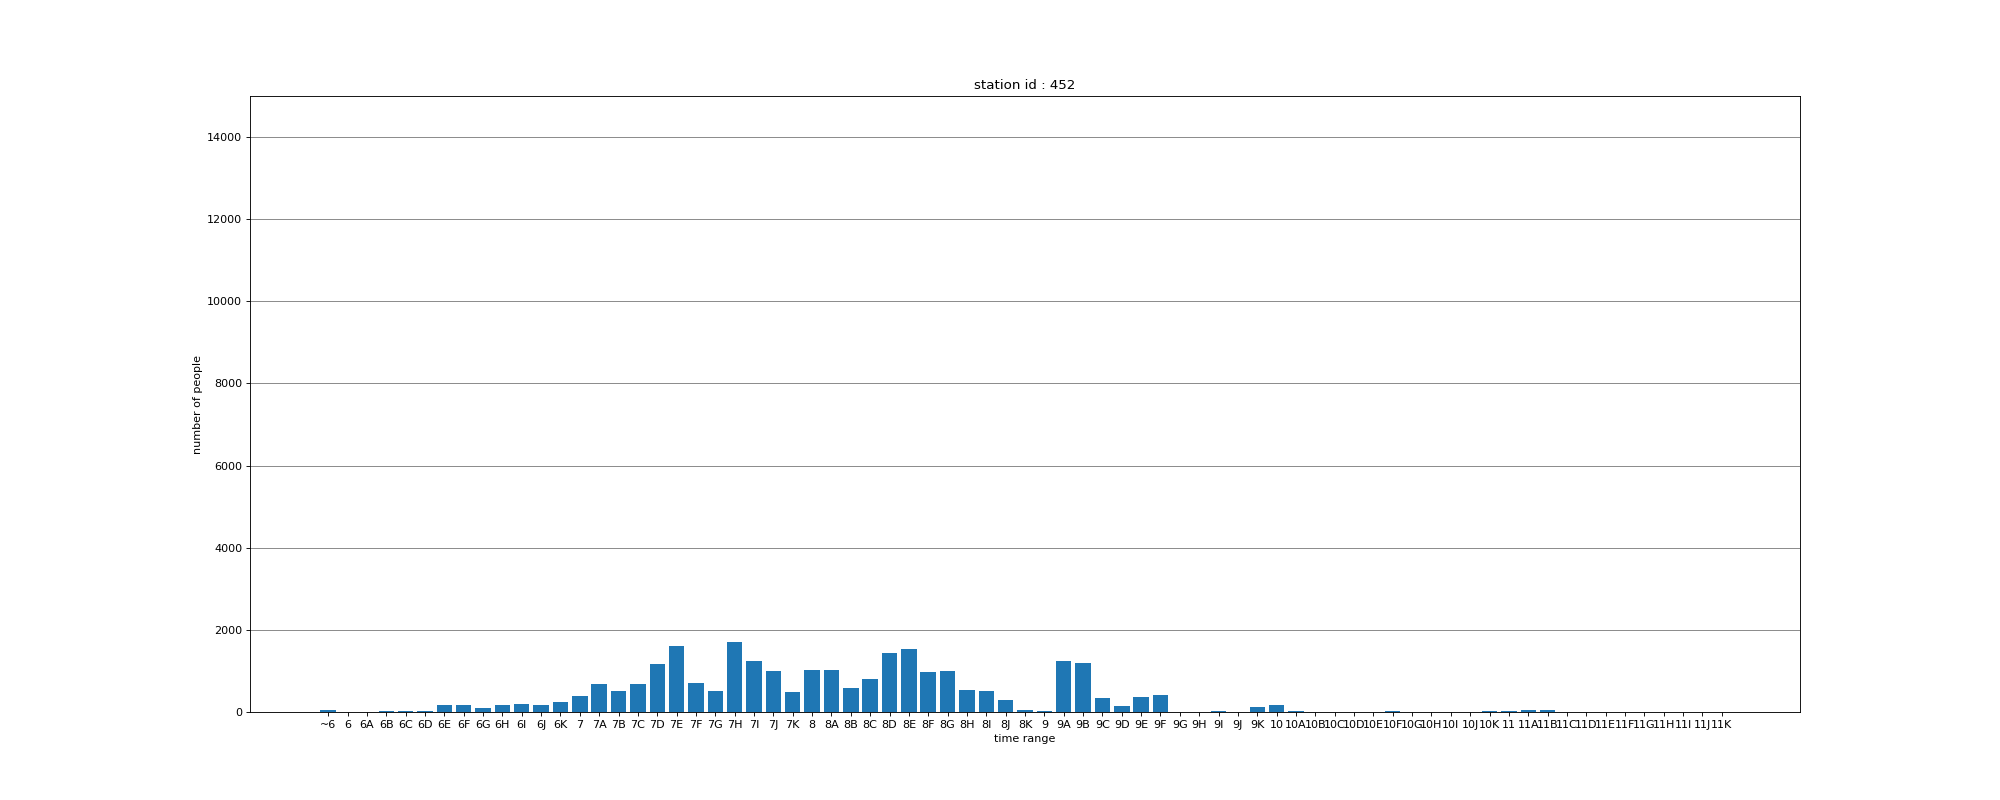 station id : 452
14000
12000
10000
8000
6000
4000
2000
0
number of people
~6 6 6A 6B 6C 6D 6E 6F 6G 6H 6I 6J 6K 7 7A 7B 7C 7D 7E 7F 7G 7H 7I 7J 7K 8 8A 8B 8C 8D 8E 8F 8G 8H 8I 8J 8K 9 9A 9B 9C 9D 9E 9F 9G 9H 9I 9J 9K 10 10A 10B 10C 10D 10E 10F 10G 10H 10I 10J 10K 11 11A 11B 11C 11D 11E 11F 11G 11H 11I 11J 11K
time range